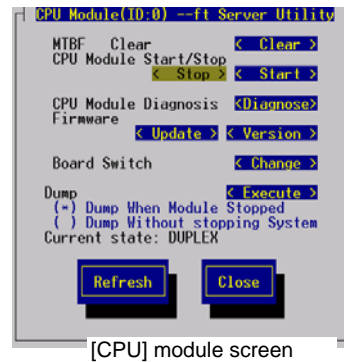 CPU Module(ID:0) --ft Server Utility
MTBF Clear < Clear >
CPU Module Start/Stop
< Stop > < Start >
CPU Module Diagnosis <Diagnose>
Firmware
< Update > < Version >
Board Switch < Change >
Dump < Execute >
(*) Dump When Module Stopped
( ) Dump Without stopping System
Current state: DUPLEX
Refresh Close
[CPU] module screen